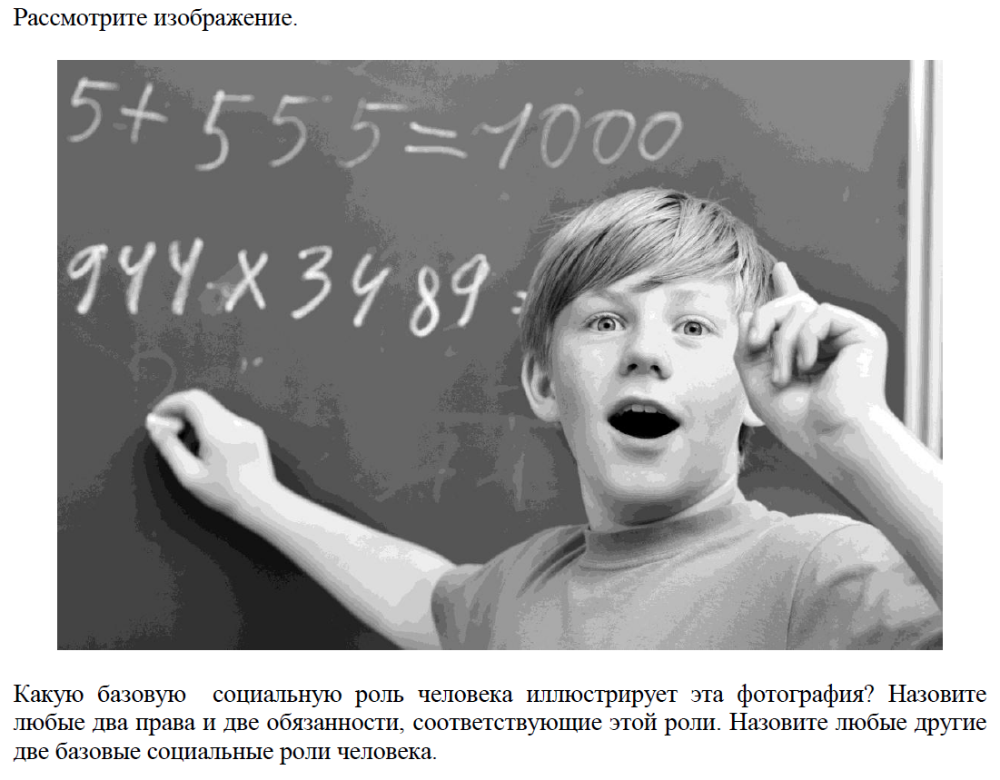 Рассмотрите изображение.
5+555=1000
944x3489=
Какую базовую социальную роль человека иллюстрирует эта фотография? Назовите
любые два права и две обязанности, соответствующие этой роли. Назовите любые другие
две базовые социальные роли человека.